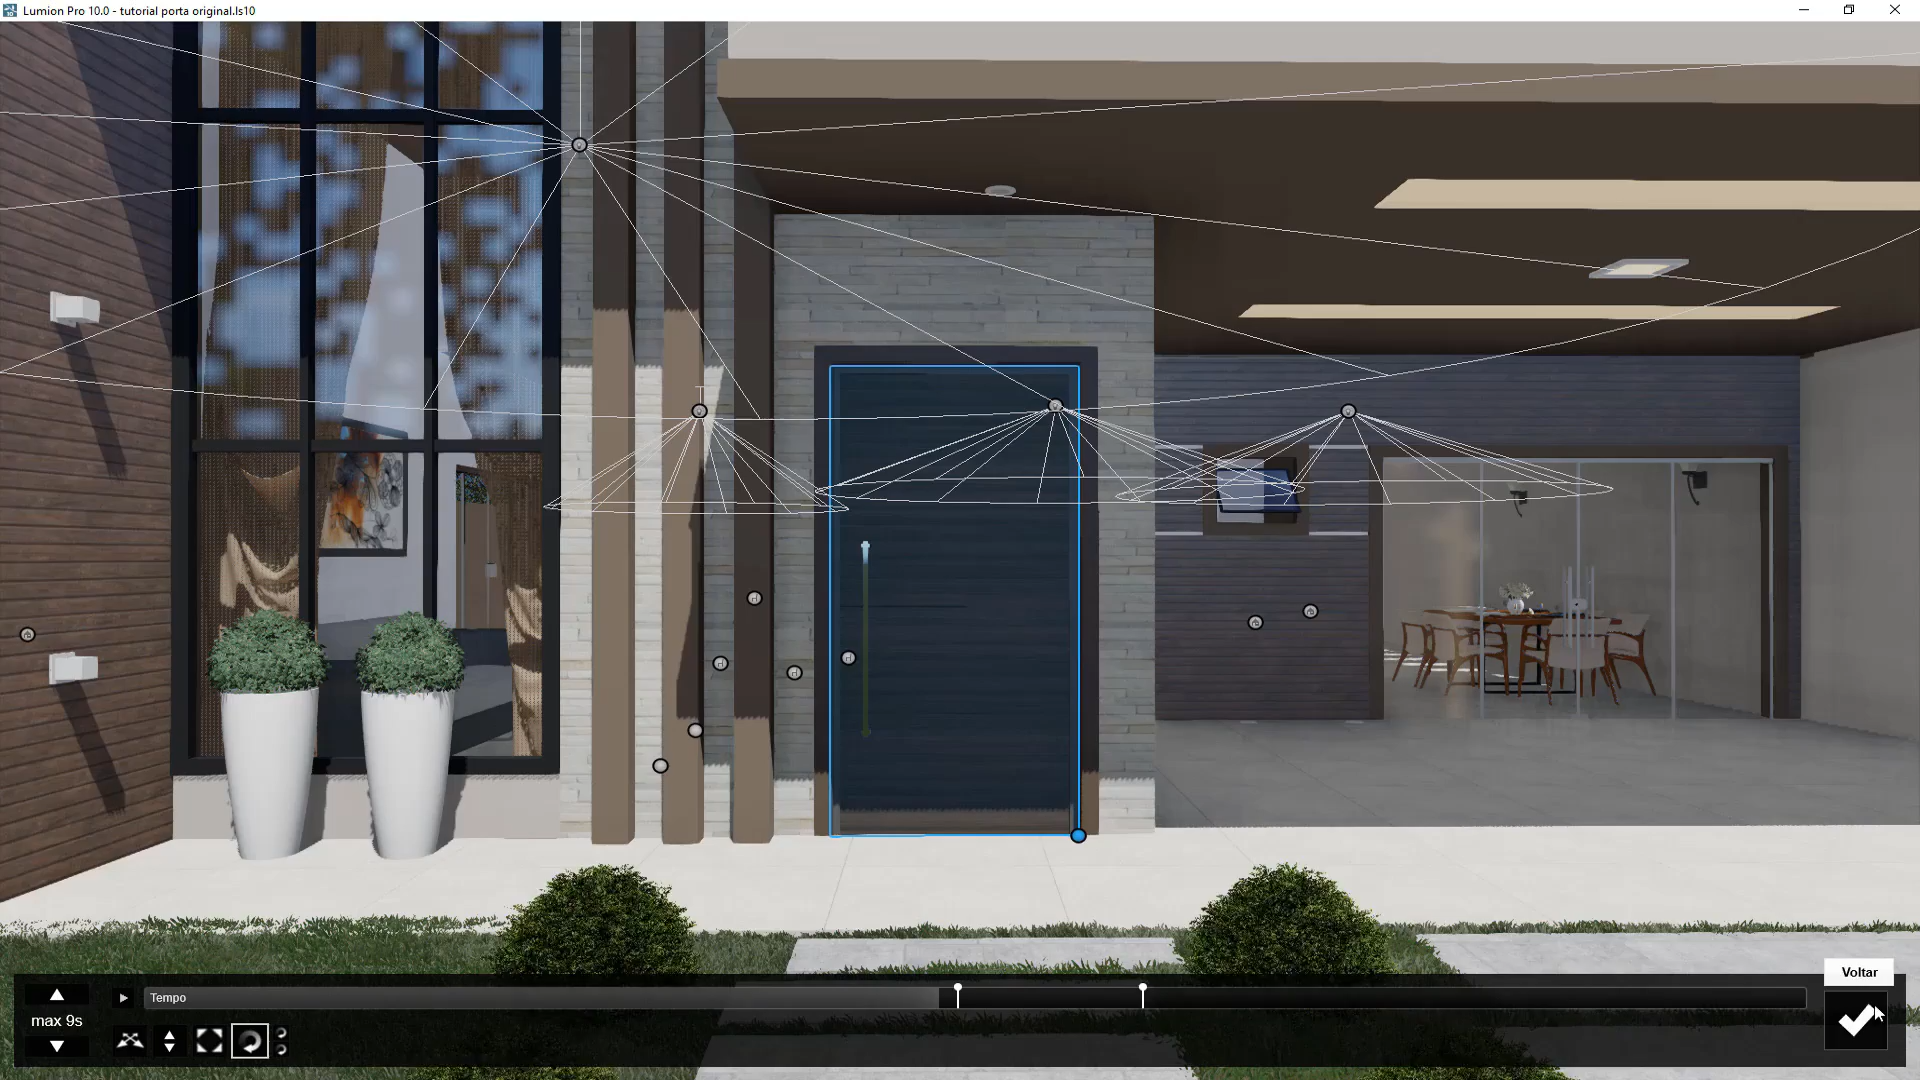 Lumion Pro 10.0 - tutorial porta original.ls10
Voltar
Tempo
max 9s